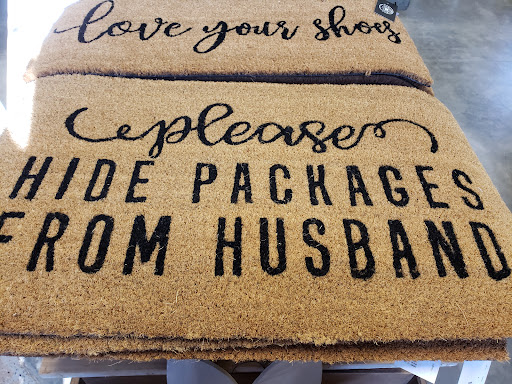 love your shoes
please
HIDE PACKAGES
FROM HUSBAND